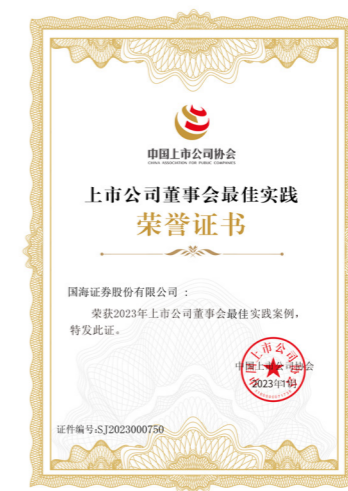 中国上市公司协会
CHINA ASSOCIATION FOR PUBLIC COMPANIES
上市公司董事会最佳实践
荣誉证书
国海证券股份有限公司 :
荣获2023年上市公司董事会最佳实践案例,
特发此证。
中国上市公司协会
2023年11月
证件编号:SJ2023000750